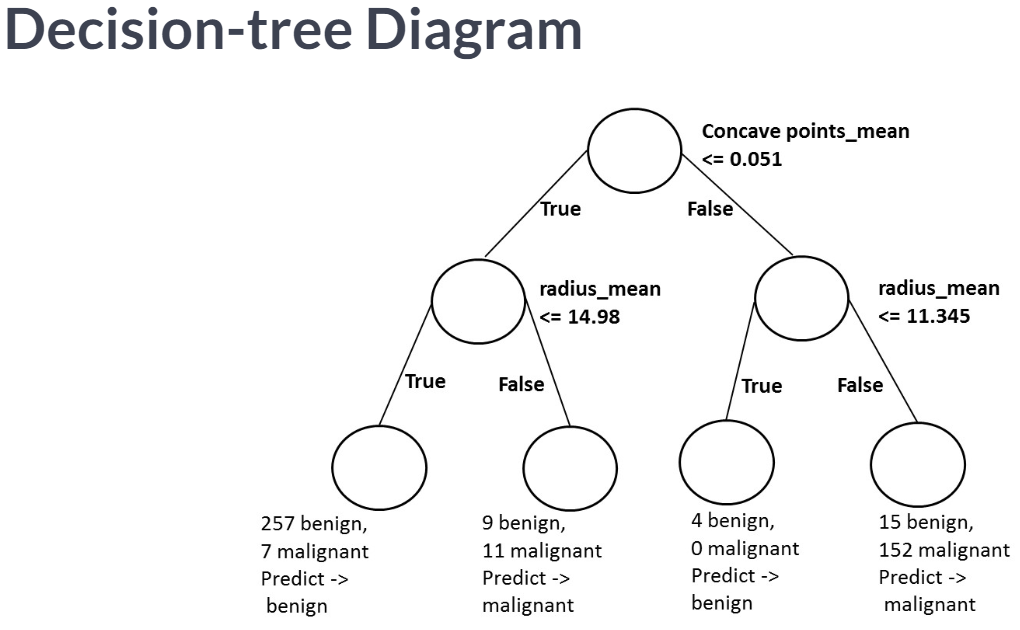 Decision-tree Diagram
Concave points_mean
<= 0.051
True
False
radius_mean
<= 14.98
radius_mean
<= 11.345
True
False
True
False
257 benign,
7 malignant
Predict ->
benign
9 benign,
11 malignant
Predict ->
malignant
4 benign,
0 malignant
Predict ->
benign
15 benign,
152 malignant
Predict ->
malignant